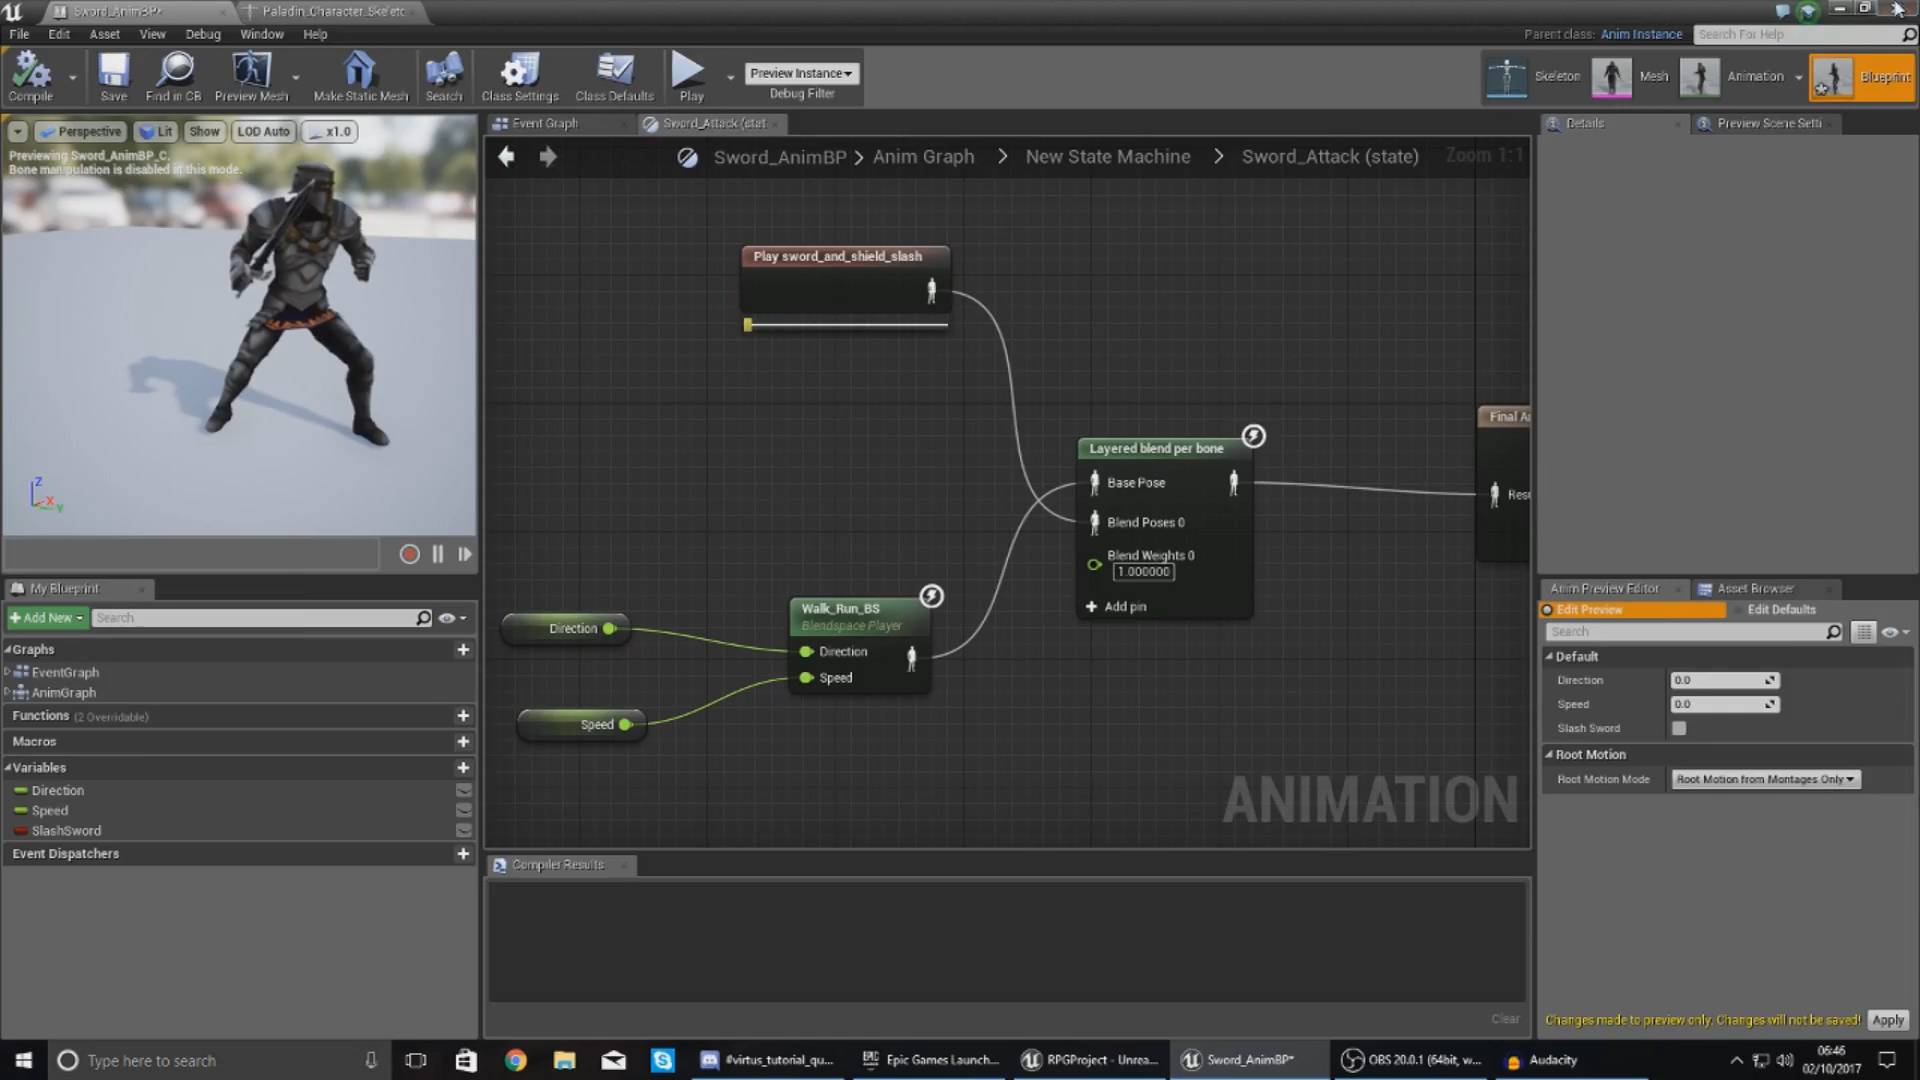 Sword_AnimBP*
Paladin_Character_Skeleto
File Edit Asset View Debug Window Help
Parent class: Anim Instance
Search For Help
Compile
Save
Find in CB
Preview Mesh
Make Static Mesh
Search
Class Settings
Class Defaults
Play
Preview Instance
Debug Filter
Skeleton
Mesh
Animation
Blueprint
Perspective
Lit
Show
LOD Auto
x1.0
Previewing Sword_AnimBP_C.
Bone manipulation is disabled in this mode.
Z
X
Y
Event Graph
Sword_Attack (stat
Sword_AnimBP > Anim Graph > New State Machine > Sword_Attack (state)
Zoom 1:1
Play sword_and_shield_slash
Layered blend per bone
Base Pose
Blend Poses 0
Blend Weights 0
1.000000
Add pin
Final A
Res
Walk_Run_BS
Blendspace Player
Direction
Speed
Direction
Speed
ANIMATION
My Blueprint
Add New
Search
Graphs
EventGraph
AnimGraph
Functions (2 Overridable)
Macros
Variables
Direction
Speed
SlashSword
Event Dispatchers
Compiler Results
Clear
Details
Preview Scene Setti
Anim Preview Editor
Asset Browser
Edit Preview
Edit Defaults
Search
Default
Direction 0.0
Speed 0.0
Slash Sword
Root Motion
Root Motion Mode
Root Motion from Montages Only
Changes made to preview only. Changes will not be saved!
Apply
Type here to search
#virtus_tutorial_qu...
Epic Games Launch...
RPGProject - Unrea...
Sword_AnimBP*
OBS 20.0.1 (64bit, w...
Audacity
06:46
02/10/2017